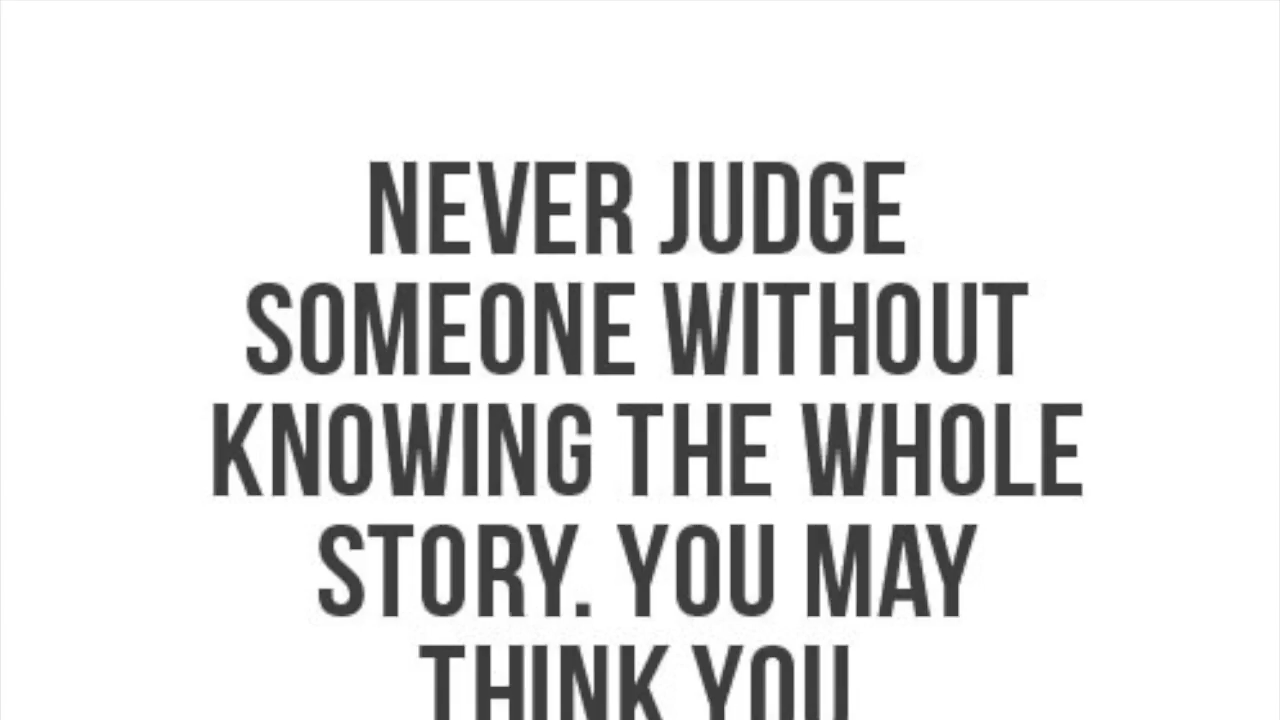 NEVER JUDGE
SOMEONE WITHOUT
KNOWING THE WHOLE
STORY. YOU MAY
THINK YOU